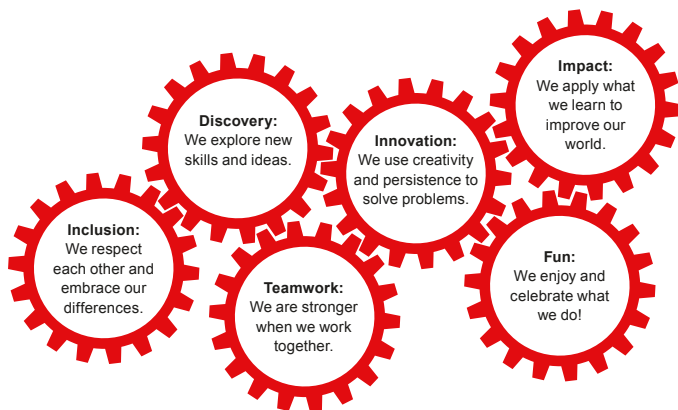 Impact:
We apply what
we learn to
improve our
world.
Discovery:
We explore new
skills and ideas.
Innovation:
We use creativity
and persistence to
solve problems.
Inclusion:
We respect
each other and
embrace our
differences.
Teamwork:
We are stronger
when we work
together.
Fun:
We enjoy and
celebrate what
we do!